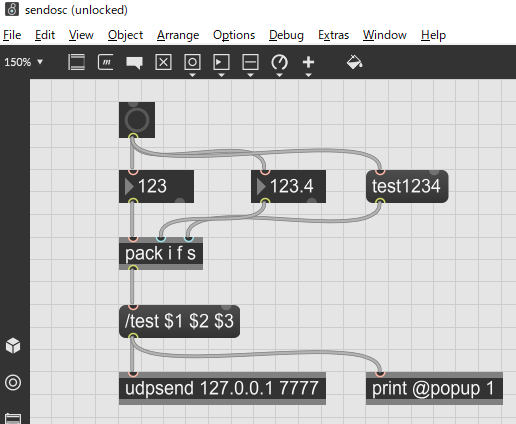 sendosc (unlocked)
File Edit View Object Arrange Options Debug Extras Window Help
150%
123 123.4 test1234
pack i f s
/test $1 $2 $3
udpsend 127.0.0.1 7777 print @popup 1